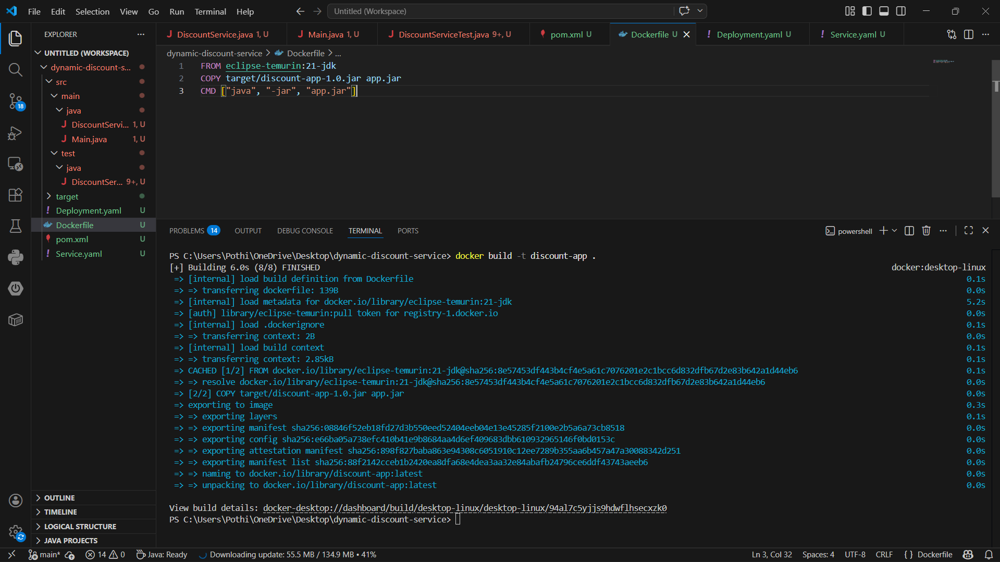 File Edit Selection View Go Run Terminal Help
Untitled (Workspace)
EXPLORER
UNTITLED (WORKSPACE)
dynamic-discount-s...
src
main
java
DiscountServi... 1, U
Main.java 1, U
test
java
DiscountSer... 9+, U
target
! Deployment.yaml U
Dockerfile U
pom.xml U
! Service.yaml U
OUTLINE
TIMELINE
LOGICAL STRUCTURE
JAVA PROJECTS
18
J DiscountService.java 1, U
J Main.java 1, U
J DiscountServiceTest.java 9+, U
pom.xml U
Dockerfile U
! Deployment.yaml U
! Service.yaml U
dynamic-discount-service > Dockerfile > ...
1 FROM eclipse-temurin:21-jdk
2 COPY target/discount-app-1.0.jar app.jar
3 CMD ["java", "-jar", "app.jar"]
PROBLEMS 14 OUTPUT DEBUG CONSOLE TERMINAL PORTS
powershell
PS C:\Users\Pothi\OneDrive\Desktop\dynamic-discount-service> docker build -t discount-app .
[+] Building 6.0s (8/8) FINISHED docker:desktop-linux
=> [internal] load build definition from Dockerfile 0.1s
=> => transferring dockerfile: 139B 0.0s
=> [internal] load metadata for docker.io/library/eclipse-temurin:21-jdk 5.2s
=> [auth] library/eclipse-temurin:pull token for registry-1.docker.io 0.0s
=> [internal] load .dockerignore 0.1s
=> => transferring context: 2B 0.0s
=> [internal] load build context 0.1s
=> => transferring context: 2.85kB 0.1s
=> CACHED [1/2] FROM docker.io/library/eclipse-temurin:21-jdk@sha256:8e57453df443b4cf4e5a61c7076201e2c1bcc6d832dfb67d2e83b642a1d44eb6 0.1s
=> => resolve docker.io/library/eclipse-temurin:21-jdk@sha256:8e57453df443b4cf4e5a61c7076201e2c1bcc6d832dfb67d2e83b642a1d44eb6 0.0s
=> [2/2] COPY target/discount-app-1.0.jar app.jar 0.0s
=> exporting to image 0.3s
=> => exporting layers 0.1s
=> => exporting manifest sha256:08846f52eb18fd27d3b550eed52404eeb04e13e45285f2100e2b5a6a73cb8518 0.0s
=> => exporting config sha256:e66ba05a738efc410b41e9b8684aa4d6ef409683dbb610932965146f0bd0153c 0.0s
=> => exporting attestation manifest sha256:898f827baba863e94308c6051910c12ee7289b355aa6b457a47a30088342d251 0.0s
=> => exporting manifest list sha256:88f2142cceb1b2420ea8dfa68e4dea3aa32e84abafb24796ce6ddf43743aeeb6 0.0s
=> => naming to docker.io/library/discount-app:latest 0.0s
=> => unpacking to docker.io/library/discount-app:latest 0.0s
View build details: docker-desktop://dashboard/build/desktop-linux/desktop-linux/94al7c5yjjs9hdwflhsecxzk0
PS C:\Users\Pothi\OneDrive\Desktop\dynamic-discount-service>
main* 14 0 Java: Ready Downloading update: 55.5 MB / 134.9 MB • 41% Ln 3, Col 32 Spaces: 4 UTF-8 CRLF { } Dockerfile